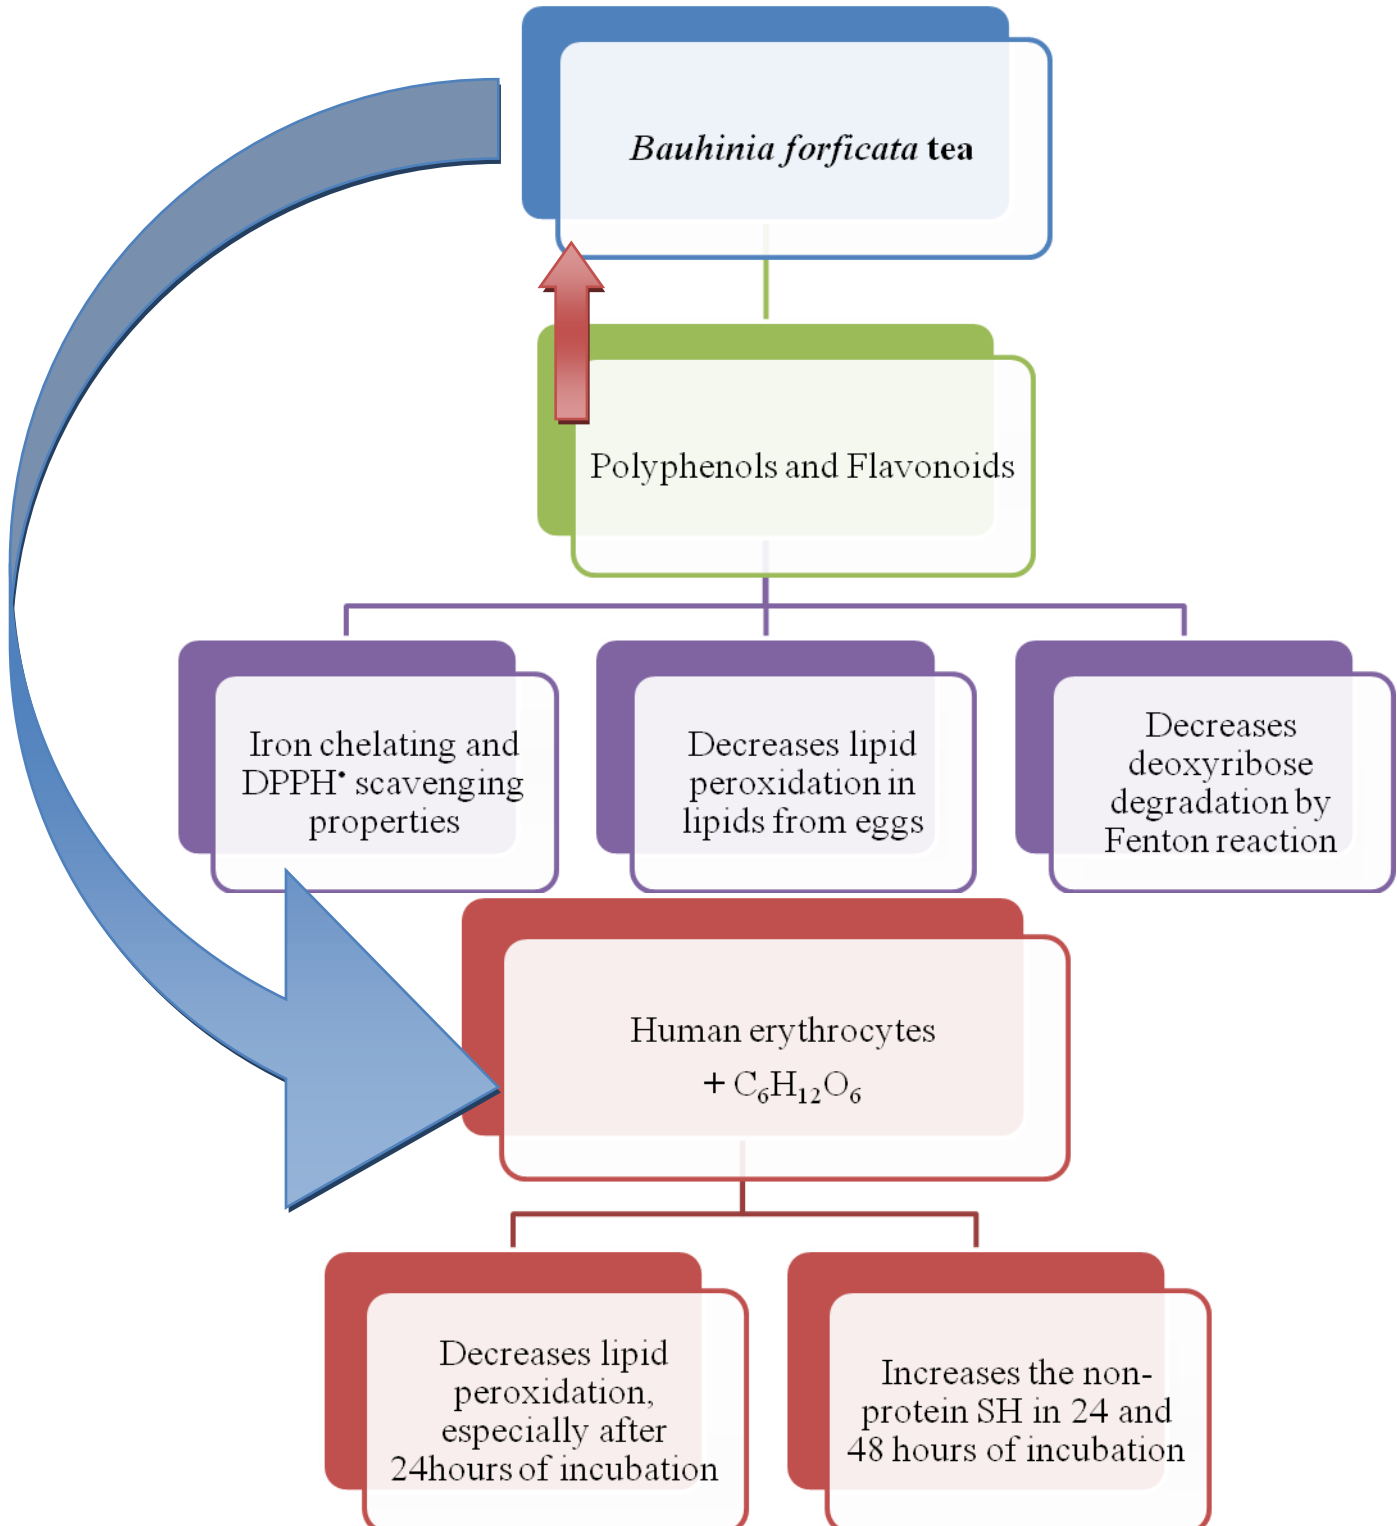 Bauhinia forficata tea
Polyphenols and Flavonoids
Iron chelating and
DPPH• scavenging
properties
Decreases lipid
peroxidation in
lipids from eggs
Decreases
deoxyribose
degradation by
Fenton reaction
Human erythrocytes
+ C₆H₁₂O₆
Decreases lipid
peroxidation,
especially after
24hours of incubation
Increases the non-
protein SH in 24 and
48 hours of incubation